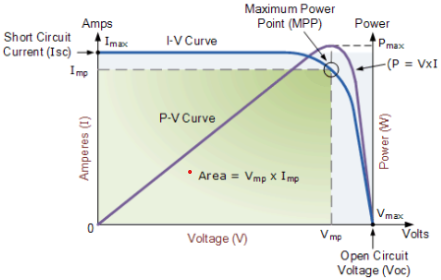 Amps
Maximum Power
Point (MPP)
Power
Short Circuit
Current (Isc)
Imax
I-V Curve
Pmax
Imp
(P = VxI
P-V Curve
Amperes (I)
Power (W)
Area = Vmp x Imp
0
Vmax
Voltage (V)
Vmp
Volts
Open Circuit
Voltage (Voc)